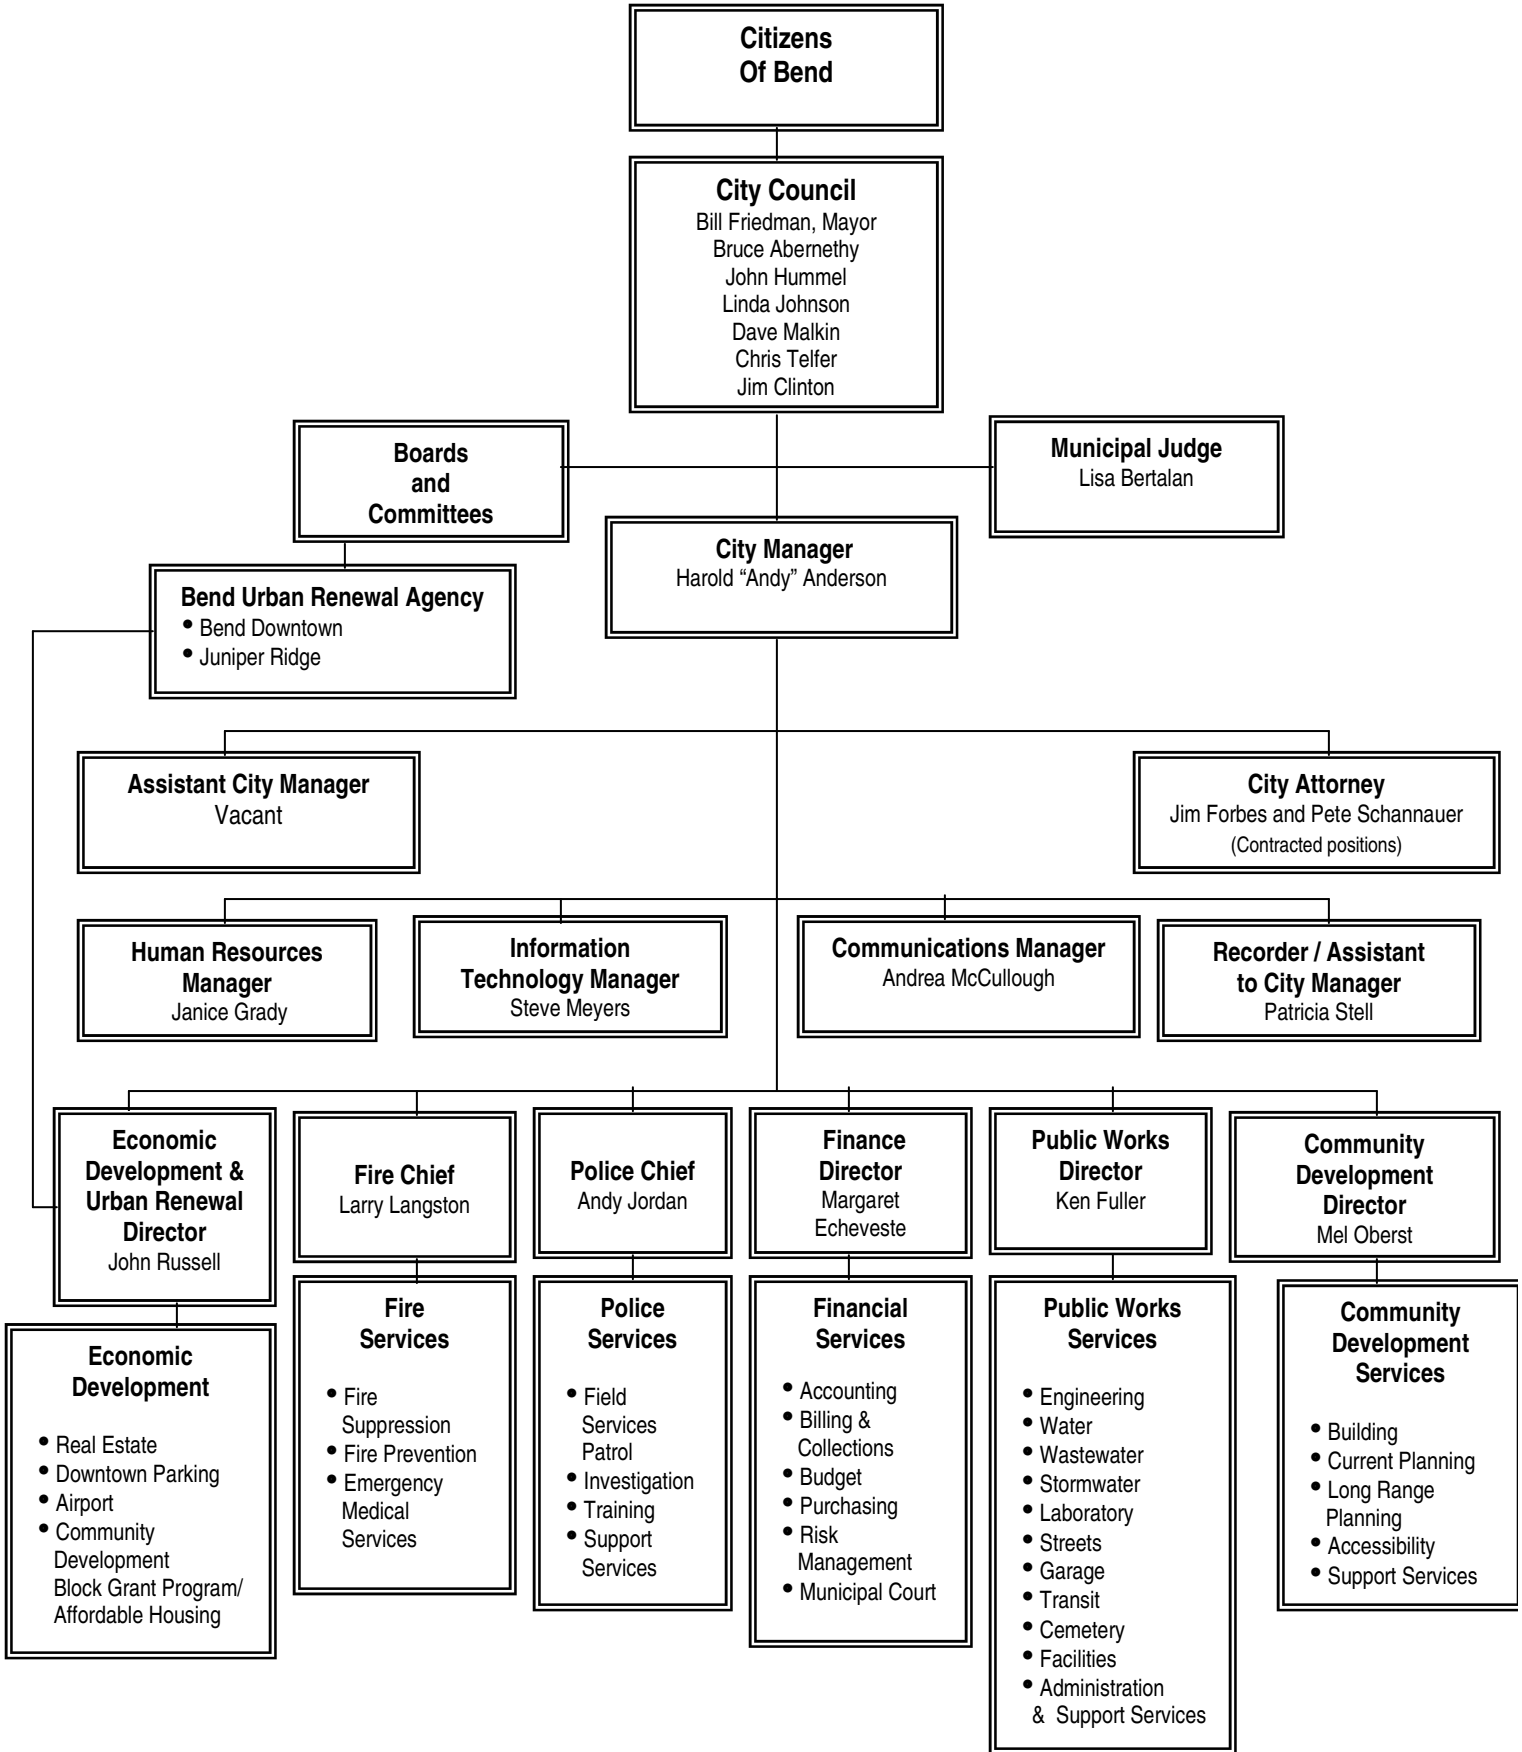 Citizens
Of Bend
City Council
Bill Friedman, Mayor
Bruce Abernethy
John Hummel
Linda Johnson
Dave Malkin
Chris Telfer
Jim Clinton
Boards
and
Committees
Municipal Judge
Lisa Bertalan
City Manager
Harold “Andy” Anderson
Bend Urban Renewal Agency
• Bend Downtown
• Juniper Ridge
Assistant City Manager
Vacant
City Attorney
Jim Forbes and Pete Schannauer
(Contracted positions)
Human Resources
Manager
Janice Grady
Information
Technology Manager
Steve Meyers
Communications Manager
Andrea McCullough
Recorder / Assistant
to City Manager
Patricia Stell
Economic
Development &
Urban Renewal
Director
John Russell
Fire Chief
Larry Langston
Police Chief
Andy Jordan
Finance
Director
Margaret
Echeveste
Public Works
Director
Ken Fuller
Community
Development
Director
Mel Oberst
Economic
Development
• Real Estate
• Downtown Parking
• Airport
• Community
Development
Block Grant Program/
Affordable Housing
Fire
Services
• Fire
Suppression
• Fire Prevention
• Emergency
Medical
Services
Police
Services
• Field
Services
Patrol
• Investigation
• Training
• Support
Services
Financial
Services
• Accounting
• Billing &
Collections
• Budget
• Purchasing
• Risk
Management
• Municipal Court
Public Works
Services
• Engineering
• Water
• Wastewater
• Stormwater
• Laboratory
• Streets
• Garage
• Transit
• Cemetery
• Facilities
• Administration
& Support Services
Community
Development
Services
• Building
• Current Planning
• Long Range
Planning
• Accessibility
• Support Services